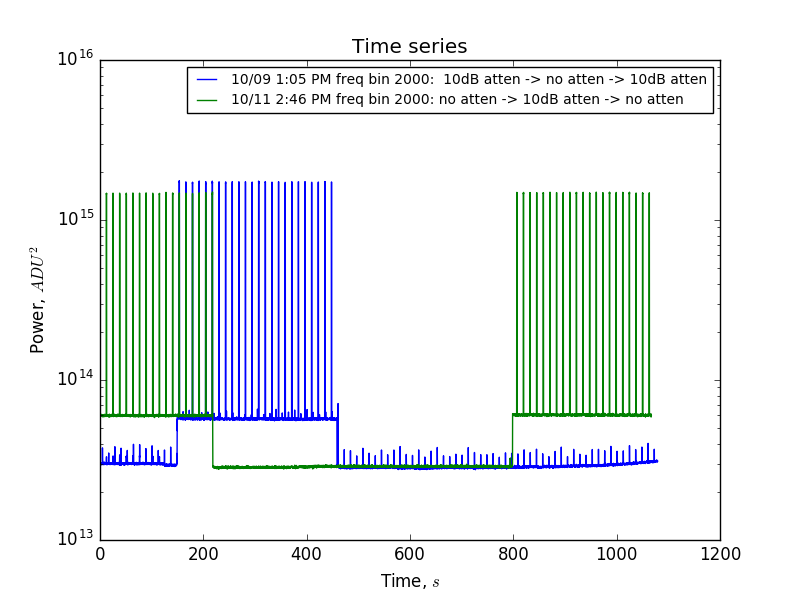 Time series
10/09 1:05 PM freq bin 2000:  10dB atten -> no atten -> 10dB atten
10/11 2:46 PM freq bin 2000: no atten -> 10dB atten -> no atten
10^16
10^15
10^14
10^13
Power, ADU^2
0 200 400 600 800 1000 1200
Time, s